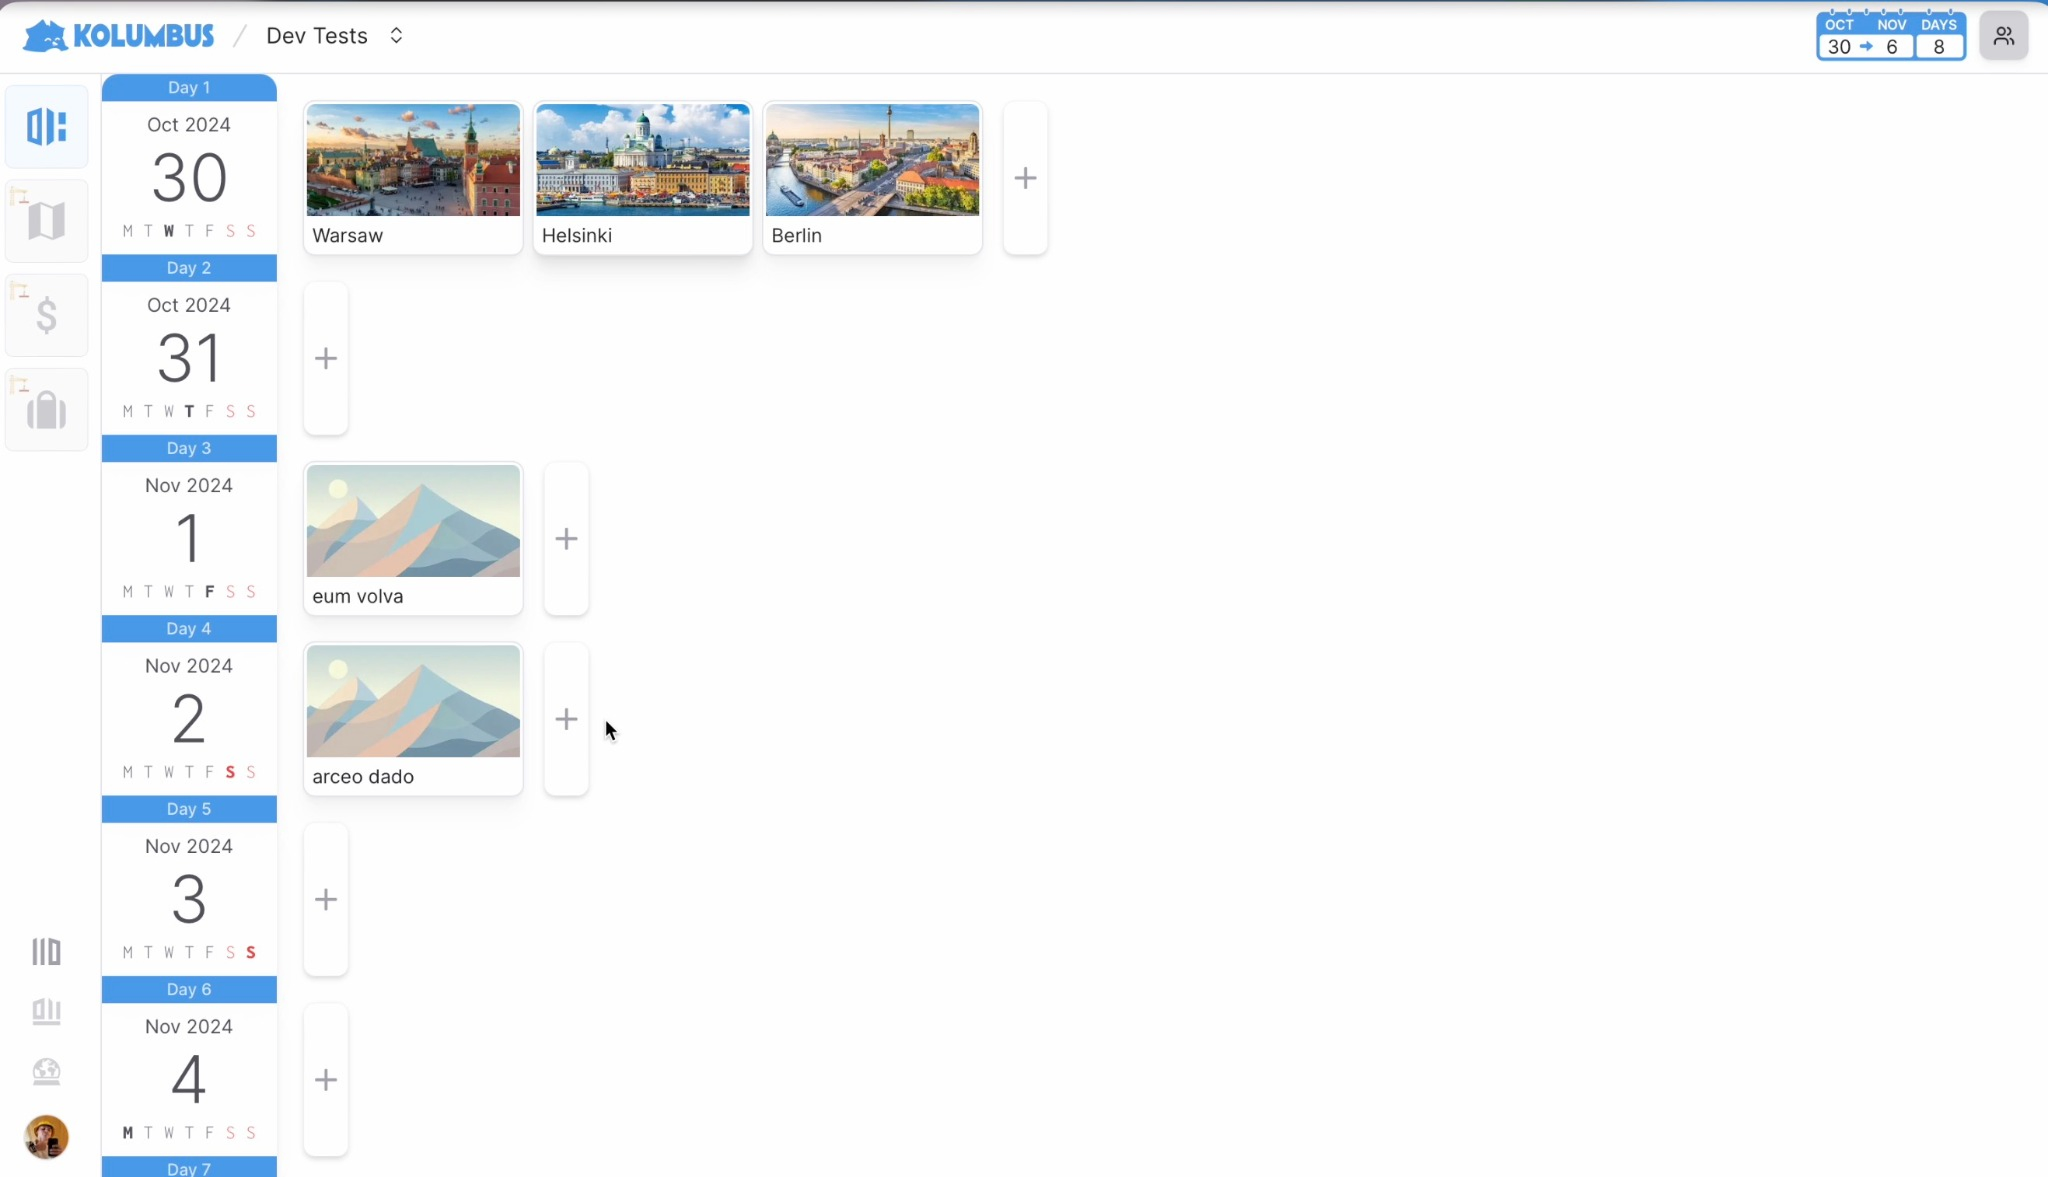 KOLUMBUS / Dev Tests
OCT NOV DAYS
30 → 6 8
Day 1
Oct 2024
30
M T W T F S S
Warsaw
Helsinki
Berlin
+
Day 2
Oct 2024
31
M T W T F S S
+
Day 3
Nov 2024
1
M T W T F S S
eum volva
+
Day 4
Nov 2024
2
M T W T F S S
arceo dado
+
Day 5
Nov 2024
3
M T W T F S S
+
Day 6
Nov 2024
4
M T W T F S S
+
Day 7
$